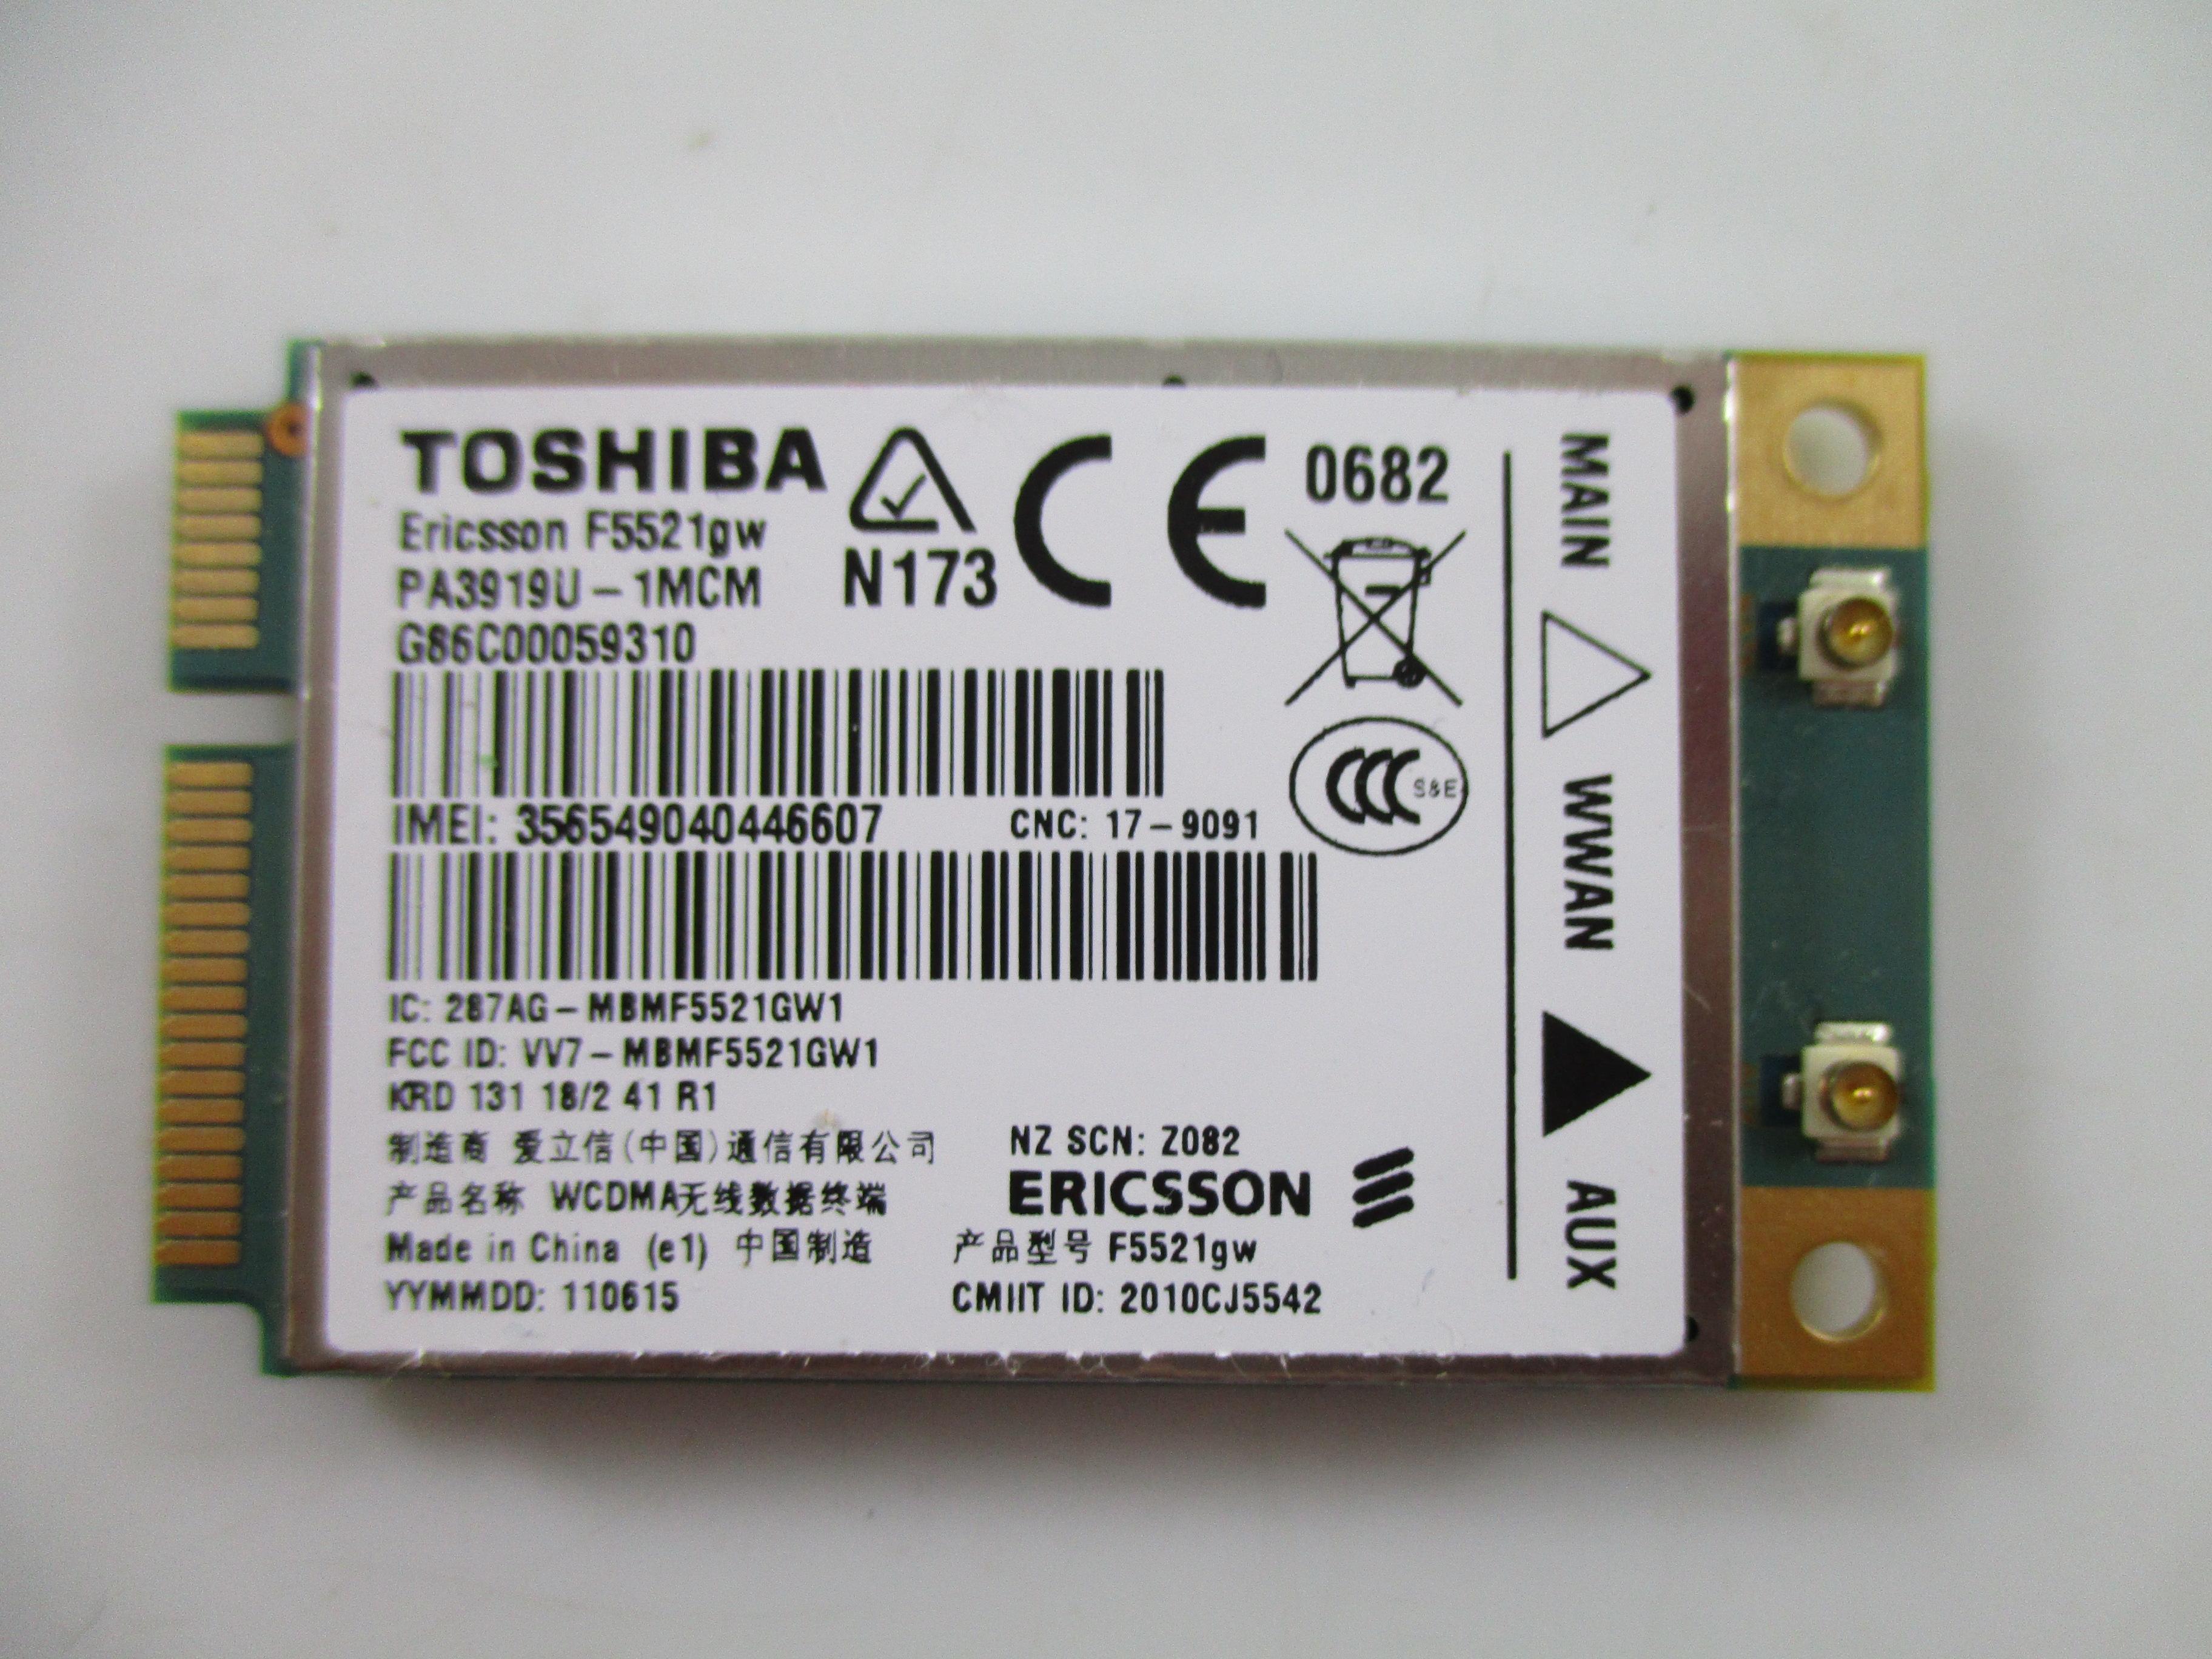 TOSHIBA
Ericsson F5521gw
PA3919U-1MCM
G86C00059310
N173
CE 0682
IMEI: 356549040446607
CNC: 17-9091
CCC S&E
IC: 287AG-MBMF5521GW1
FCC ID: VV7-MBMF5521GW1
KRD 131 18/2 41 R1
制造商 爱立信(中国)通信有限公司
NZ SCN: Z082
产品名称 WCDMA无线数据终端
ERICSSON
Made in China (e1) 中国制造
产品型号 F5521gw
YYMMDD: 110615
CMIIT ID: 2010CJ5542
MAIN
WWAN
AUX